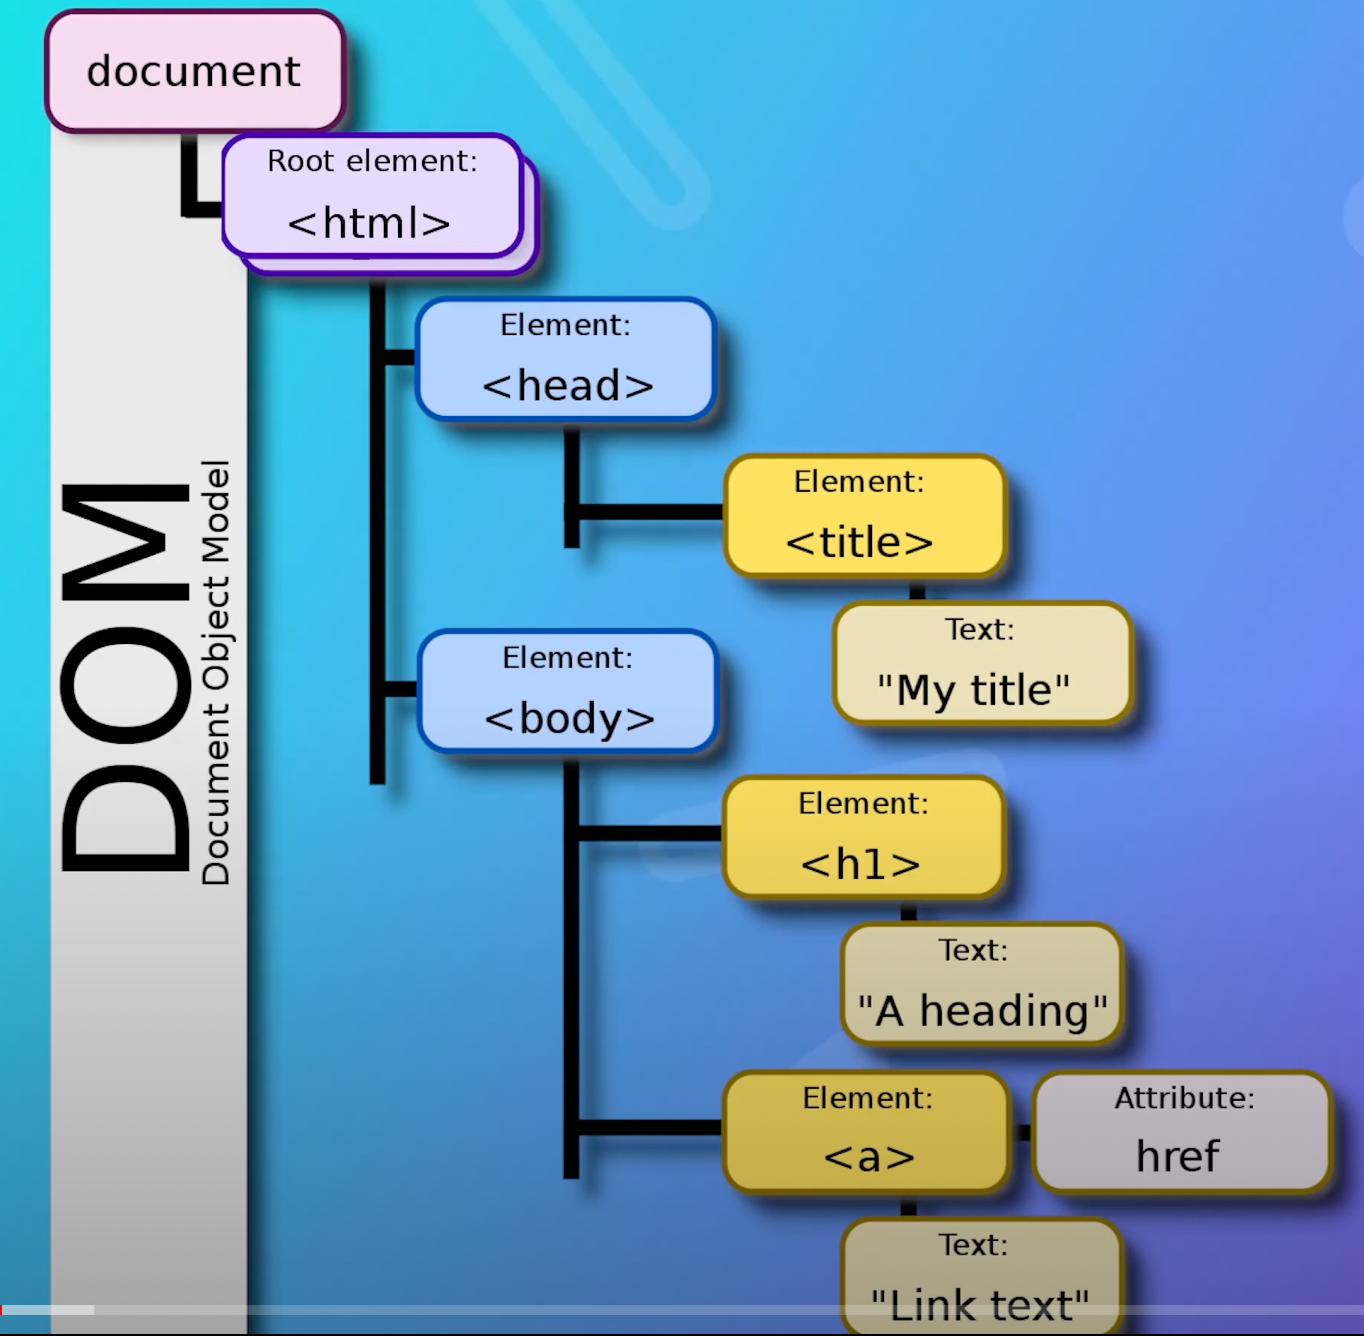 document
Root element:
<html>
Element:
<head>
Element:
<title>
Text:
"My title"
Element:
<body>
Element:
<h1>
Text:
"A heading"
Element:
<a>
Attribute:
href
Text:
"Link text"
DOM
Document Object Model